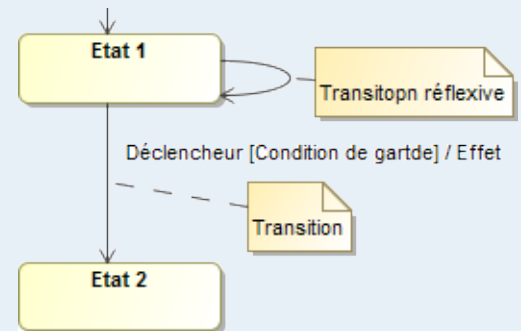 Etat 1
Transitopn réflexive
Déclencheur [Condition de gartde] / Effet
Transition
Etat 2